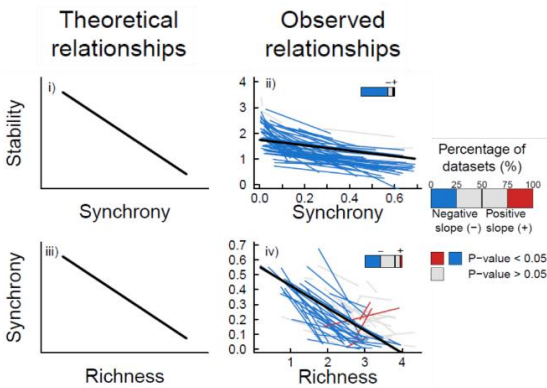 Theoretical
relationships
Observed
relationships
i)
Stability
Synchrony
ii)
− +
4
3
2
1
0
0.0 0.2 0.4 0.6
Synchrony
Percentage of
datasets (%)
0 25 50 75 100
Negative
slope (−)
Positive
slope (+)
P−value < 0.05
P−value > 0.05
iii)
Synchrony
Richness
iv)
− +
0.7
0.6
0.5
0.4
0.3
0.2
0.1
0.0
1 2 3 4
Richness